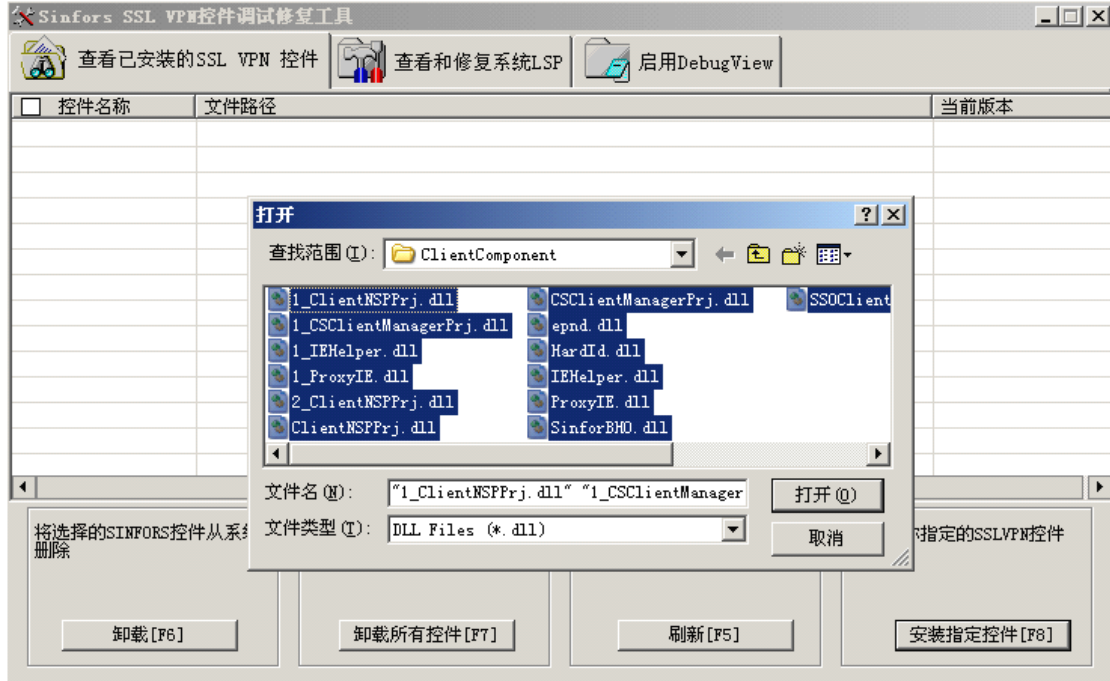 Sinfors SSL VPN控件调试修复工具
查看已安装的SSL VPN 控件 查看和修复系统LSP 启用DebugView
控件名称 文件路径 当前版本
打开
查找范围(I): ClientComponent
1_ClientNSPPrj.dll CSClientManagerPrj.dll SSOClient
1_CSClientManagerPrj.dll epnd.dll
1_IEHelper.dll HardId.dll
1_ProxyIE.dll IEHelper.dll
2_ClientNSPPrj.dll ProxyIE.dll
ClientNSPPrj.dll SinforBHO.dll
文件名(N): "1_ClientNSPPrj.dll" "1_CSClientManager 打开(O)
文件类型(T): DLL Files (*.dll) 取消
将选择的SINFORS控件从系
指定的SSLVPN控件
删除
卸载[F6] 卸载所有控件[F7] 刷新[F5] 安装指定控件[F8]